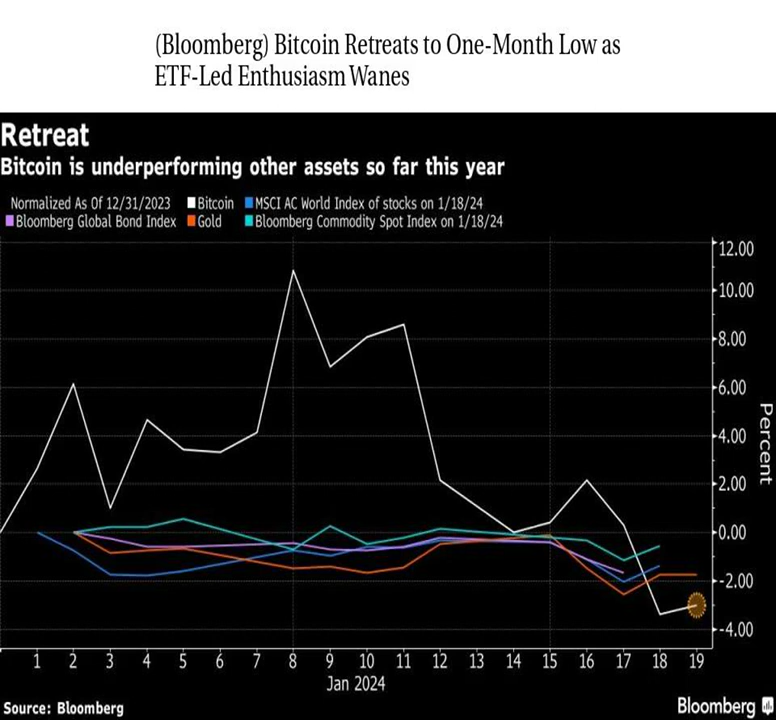 (Bloomberg) Bitcoin Retreats to One-Month Low as
ETF-Led Enthusiasm Wanes
Retreat
Bitcoin is underperforming other assets so far this year
Normalized As Of 12/31/2023 Bitcoin MSCI AC World Index of stocks on 1/18/24
Bloomberg Global Bond Index Gold Bloomberg Commodity Spot Index on 1/18/24
12.00
10.00
8.00
6.00
4.00
2.00
0.00
-2.00
-4.00
Percent
1 2 3 4 5 6 7 8 9 10 11 12 13 14 15 16 17 18 19
Jan 2024
Source: Bloomberg
Bloomberg